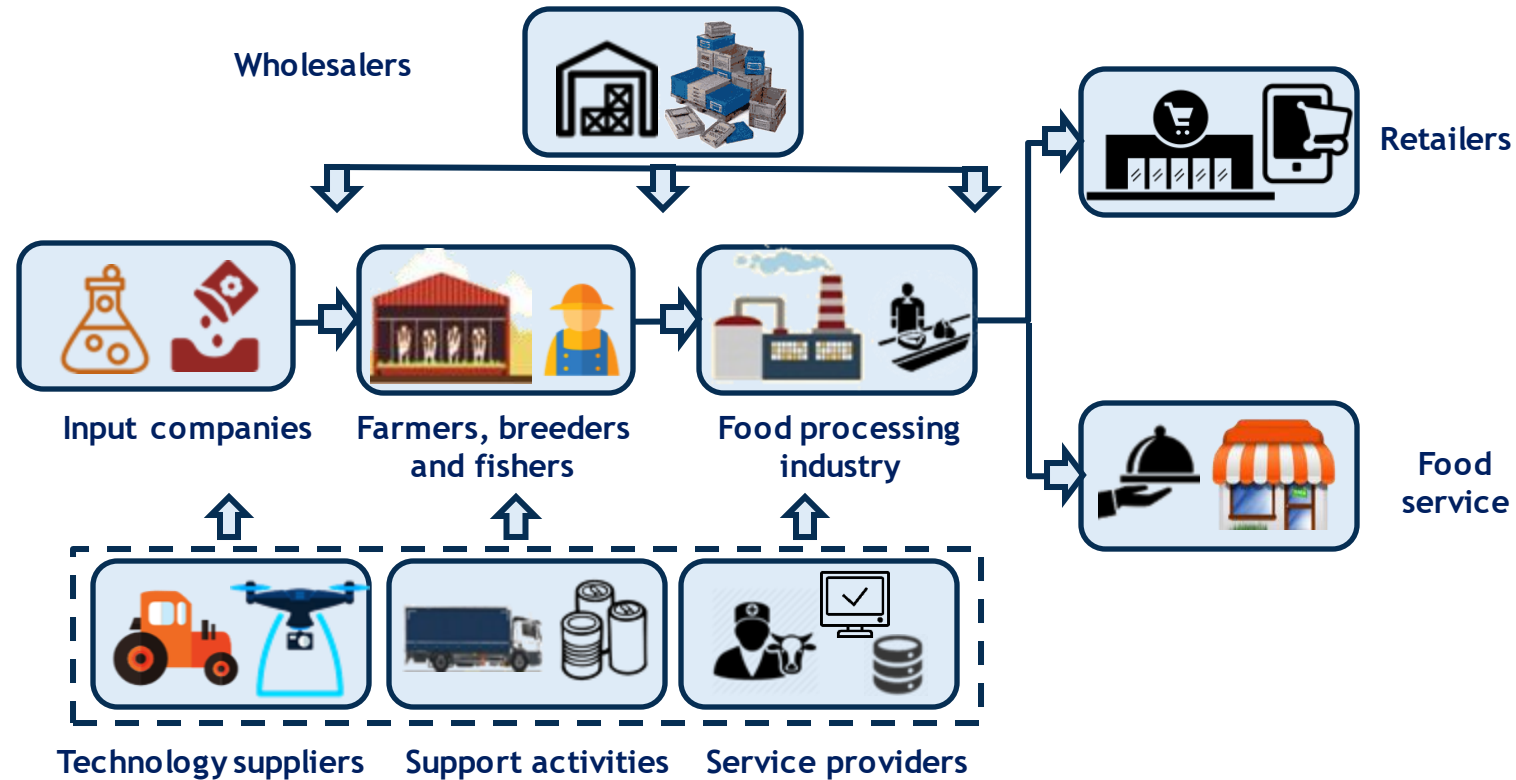 Wholesalers
Retailers
Input companies
Farmers, breeders
and fishers
Food processing
industry
Food
service
Technology suppliers
Support activities
Service providers